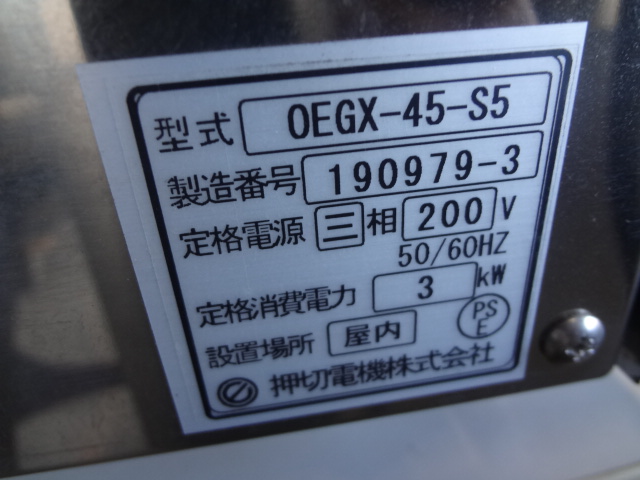 型式 OEGX-45-S5
製造番号 190979-3
定格電源 三相 200 V
50/60HZ
定格消費電力 3 kW
設置場所 屋内 PSE
押切電機株式会社